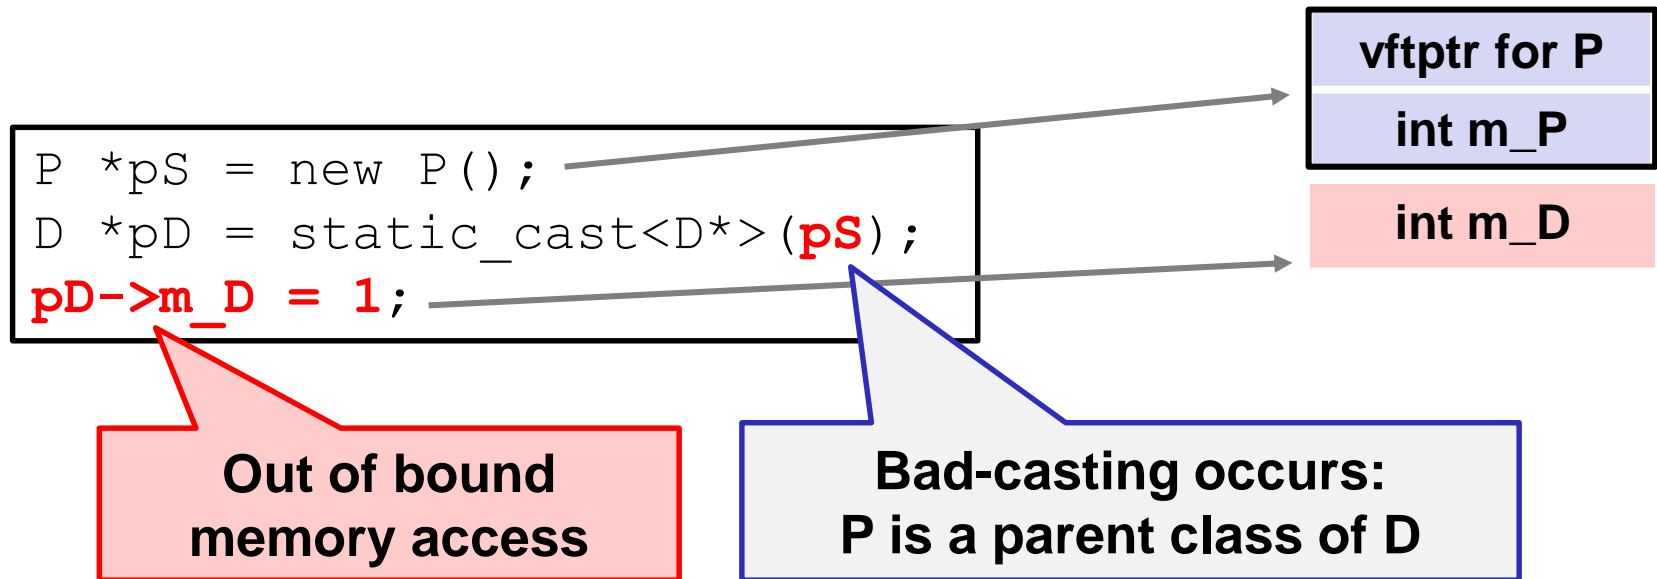 vftptr for P
int m_P
int m_D
P *pS = new P();
D *pD = static_cast<D*>(pS);
pD->m_D = 1;
Out of bound
memory access
Bad-casting occurs:
P is a parent class of D